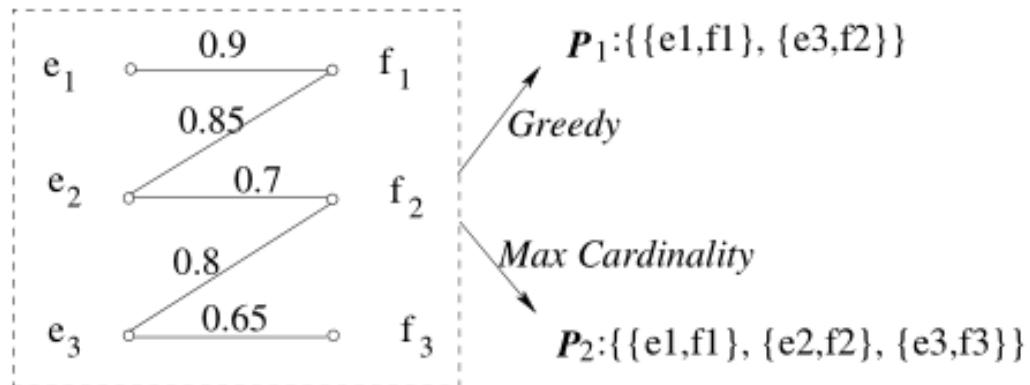 0.9
e1 f1
0.85
e2 0.7 f2
0.8
e3 0.65 f3
P1:{{e1,f1}, {e3,f2}}
Greedy
Max Cardinality
P2:{{e1,f1}, {e2,f2}, {e3,f3}}